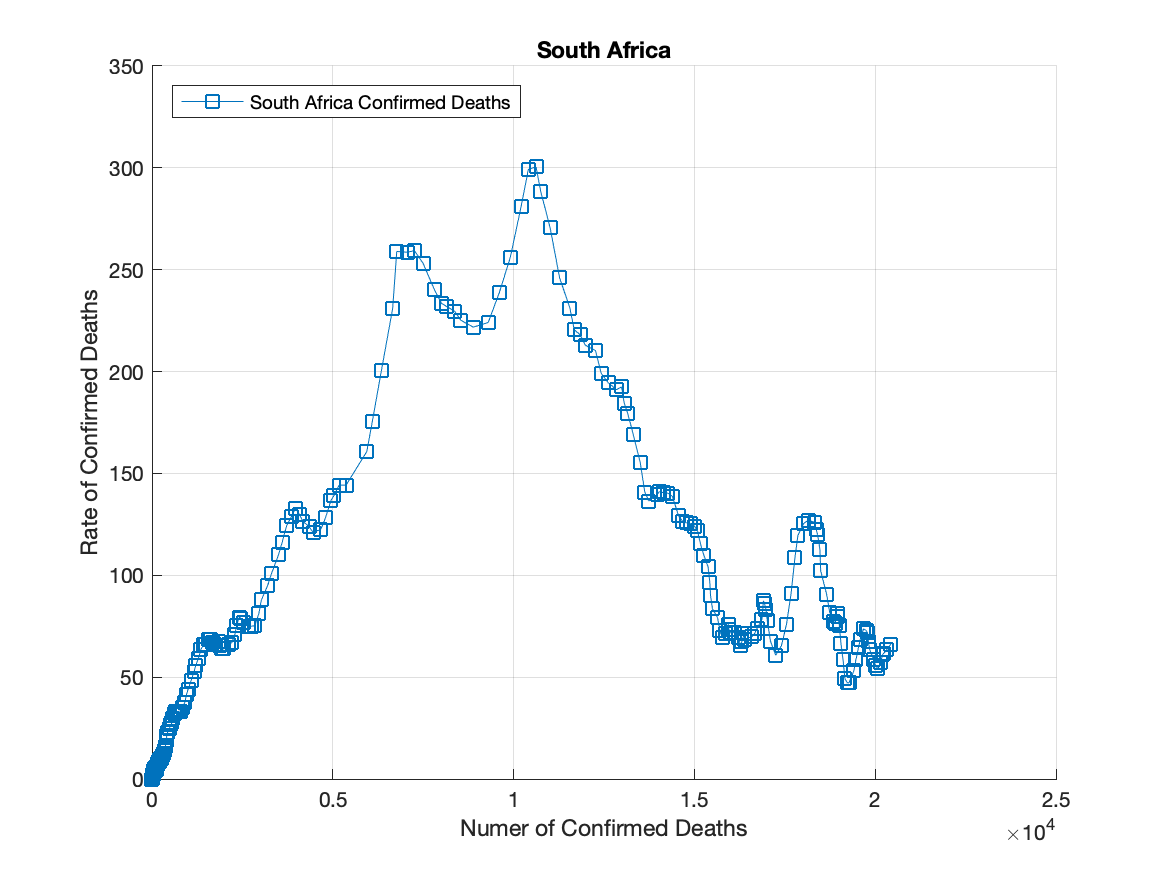 South Africa
South Africa Confirmed Deaths
350
300
250
200
150
100
50
0
Rate of Confirmed Deaths
0 0.5 1 1.5 2 2.5
Numer of Confirmed Deaths
×10⁴